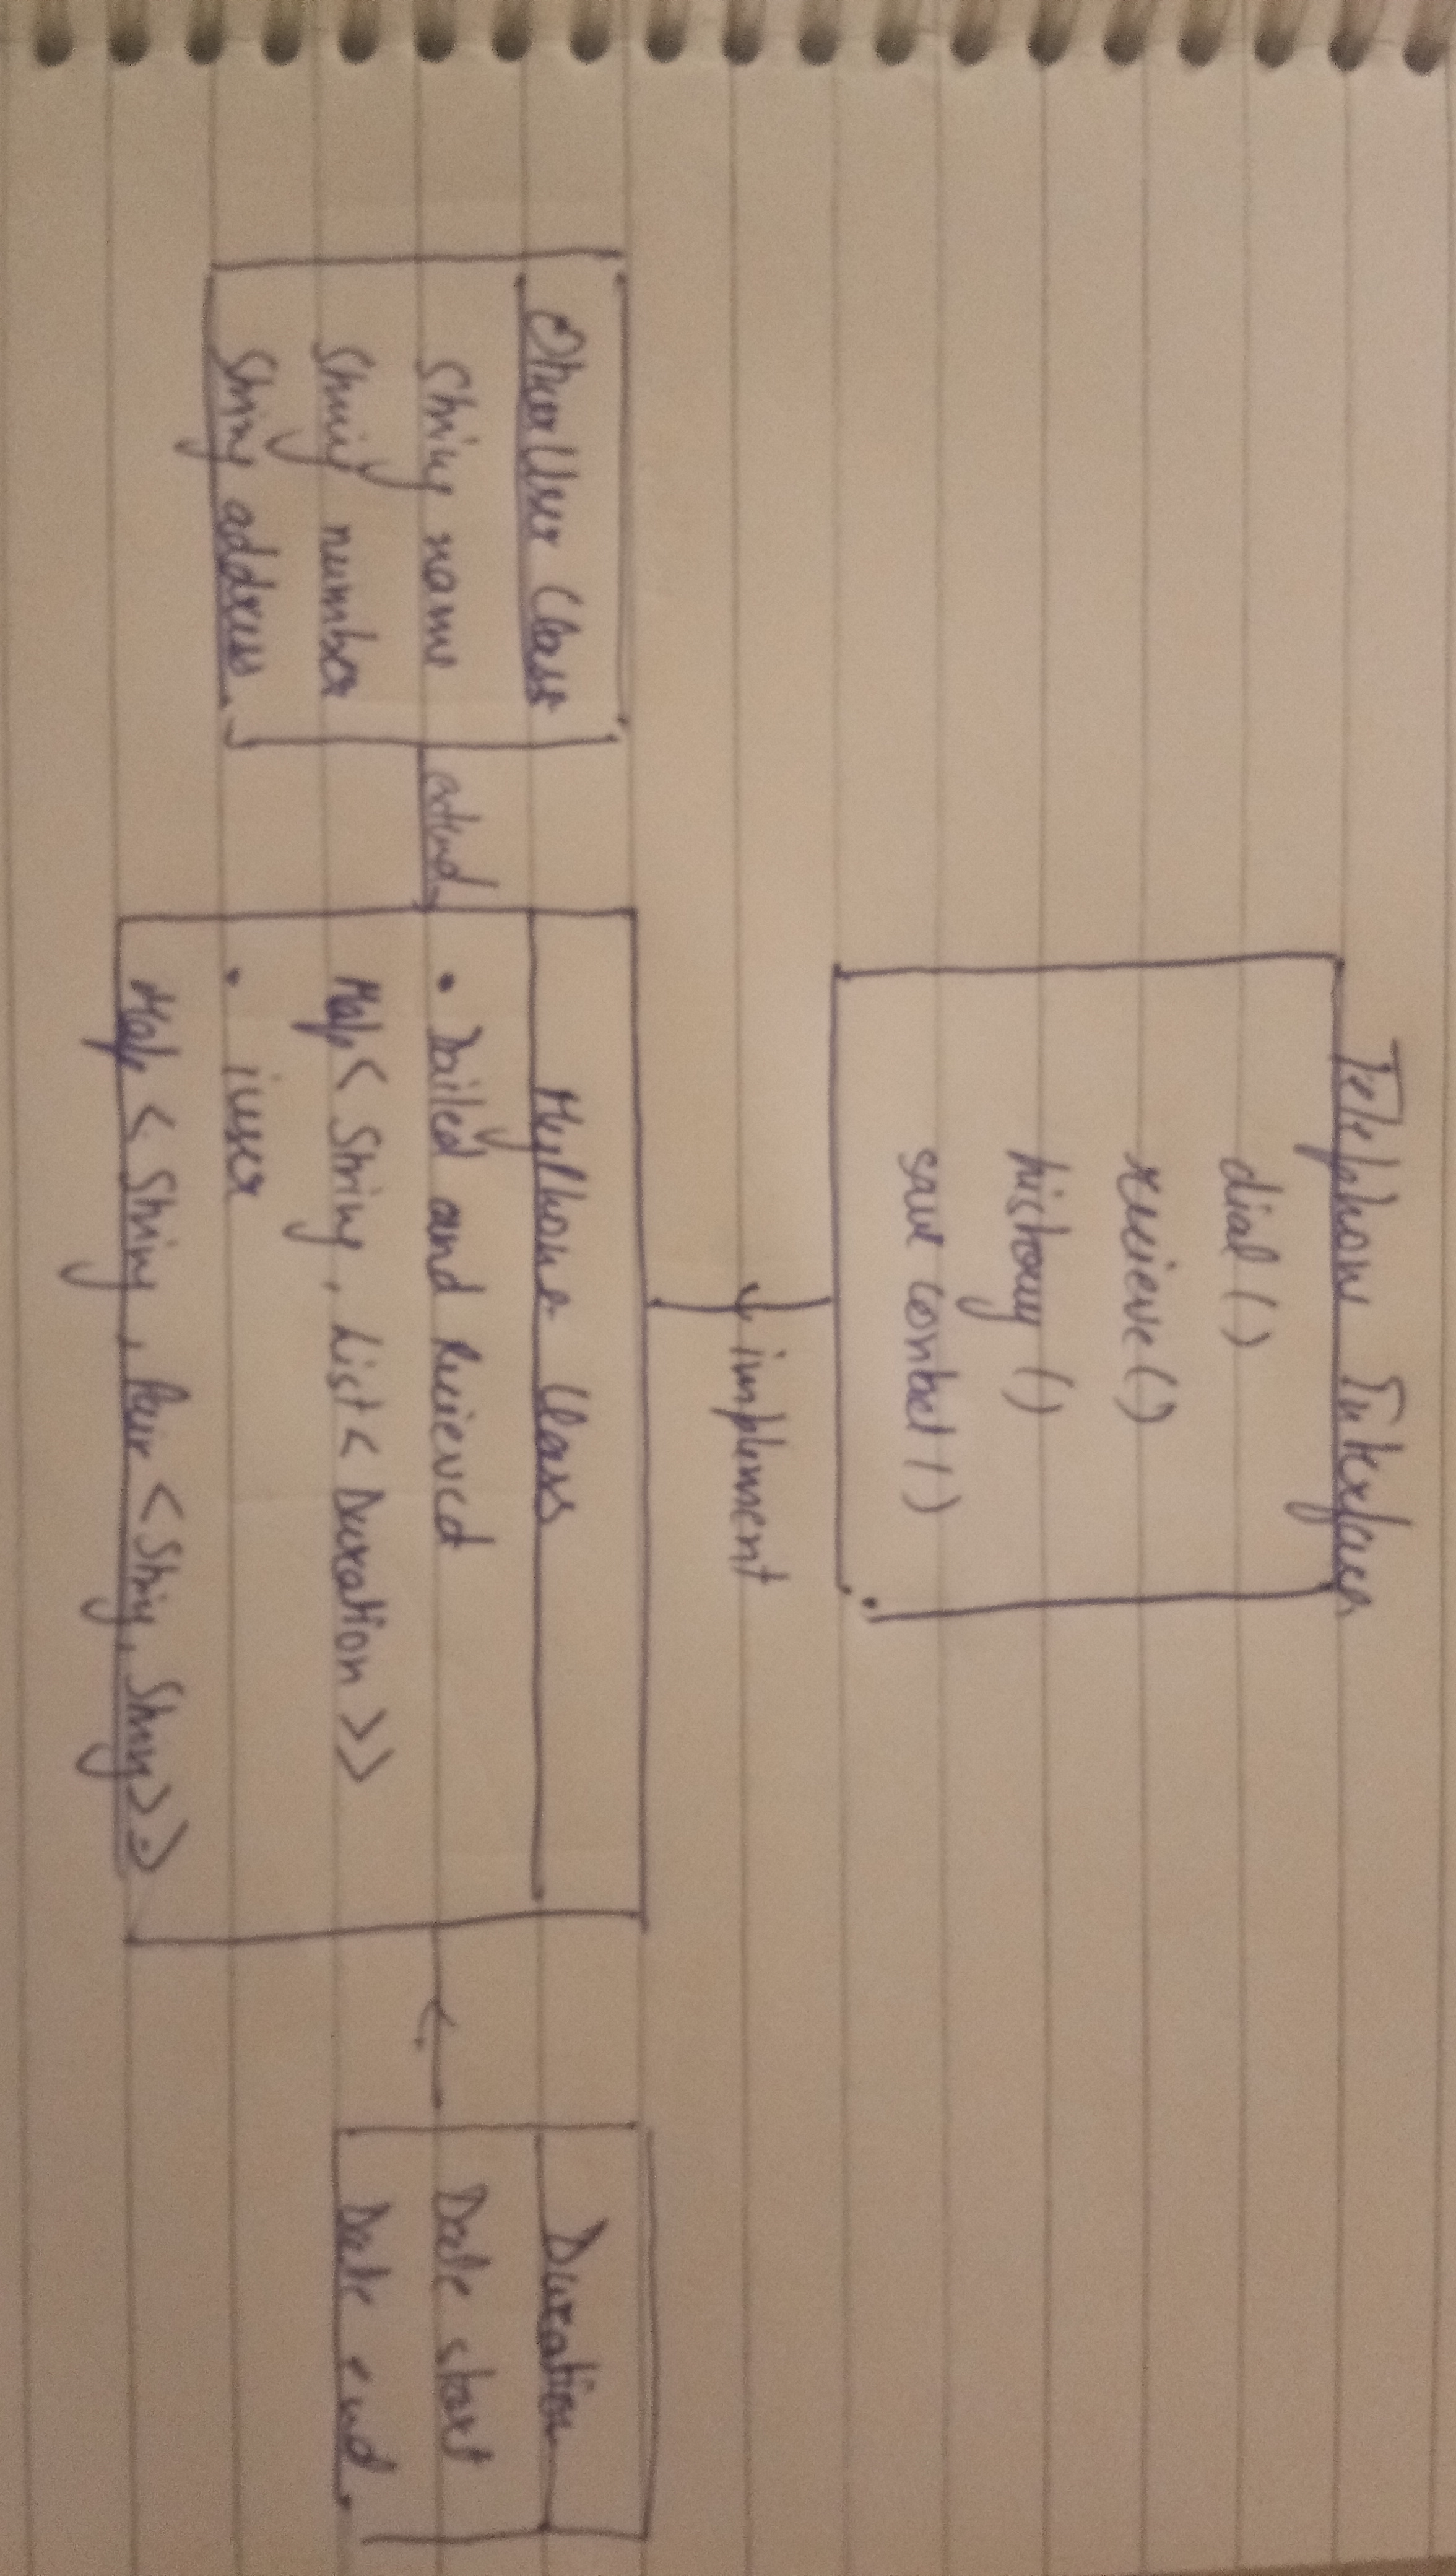 Telephone Interface
dial ()
recieve ()
history ()
save contact ()
implement
OtherUser Class
String name
String number
String address
extend
MyPhone Class
• Dailed and Recieved
Map < String, List < Duration >>
• user
Map < String, Pair < String, String >>
Duration
Date start
Date end